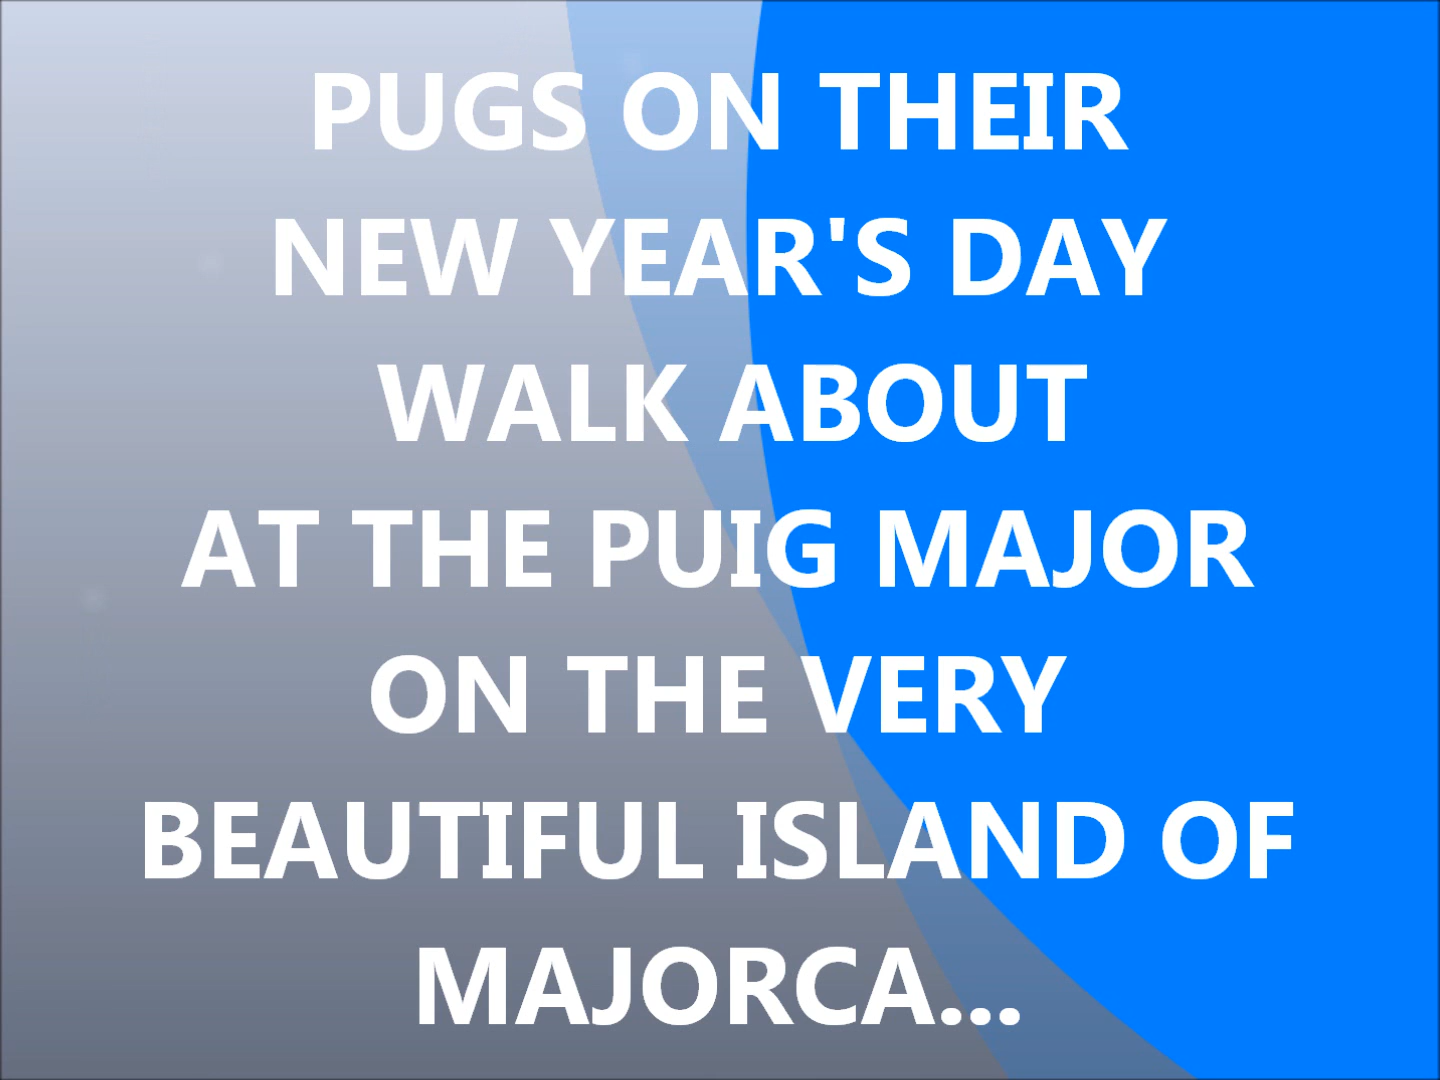 PUGS ON THEIR
NEW YEAR'S DAY
WALK ABOUT
AT THE PUIG MAJOR
ON THE VERY
BEAUTIFUL ISLAND OF
MAJORCA...